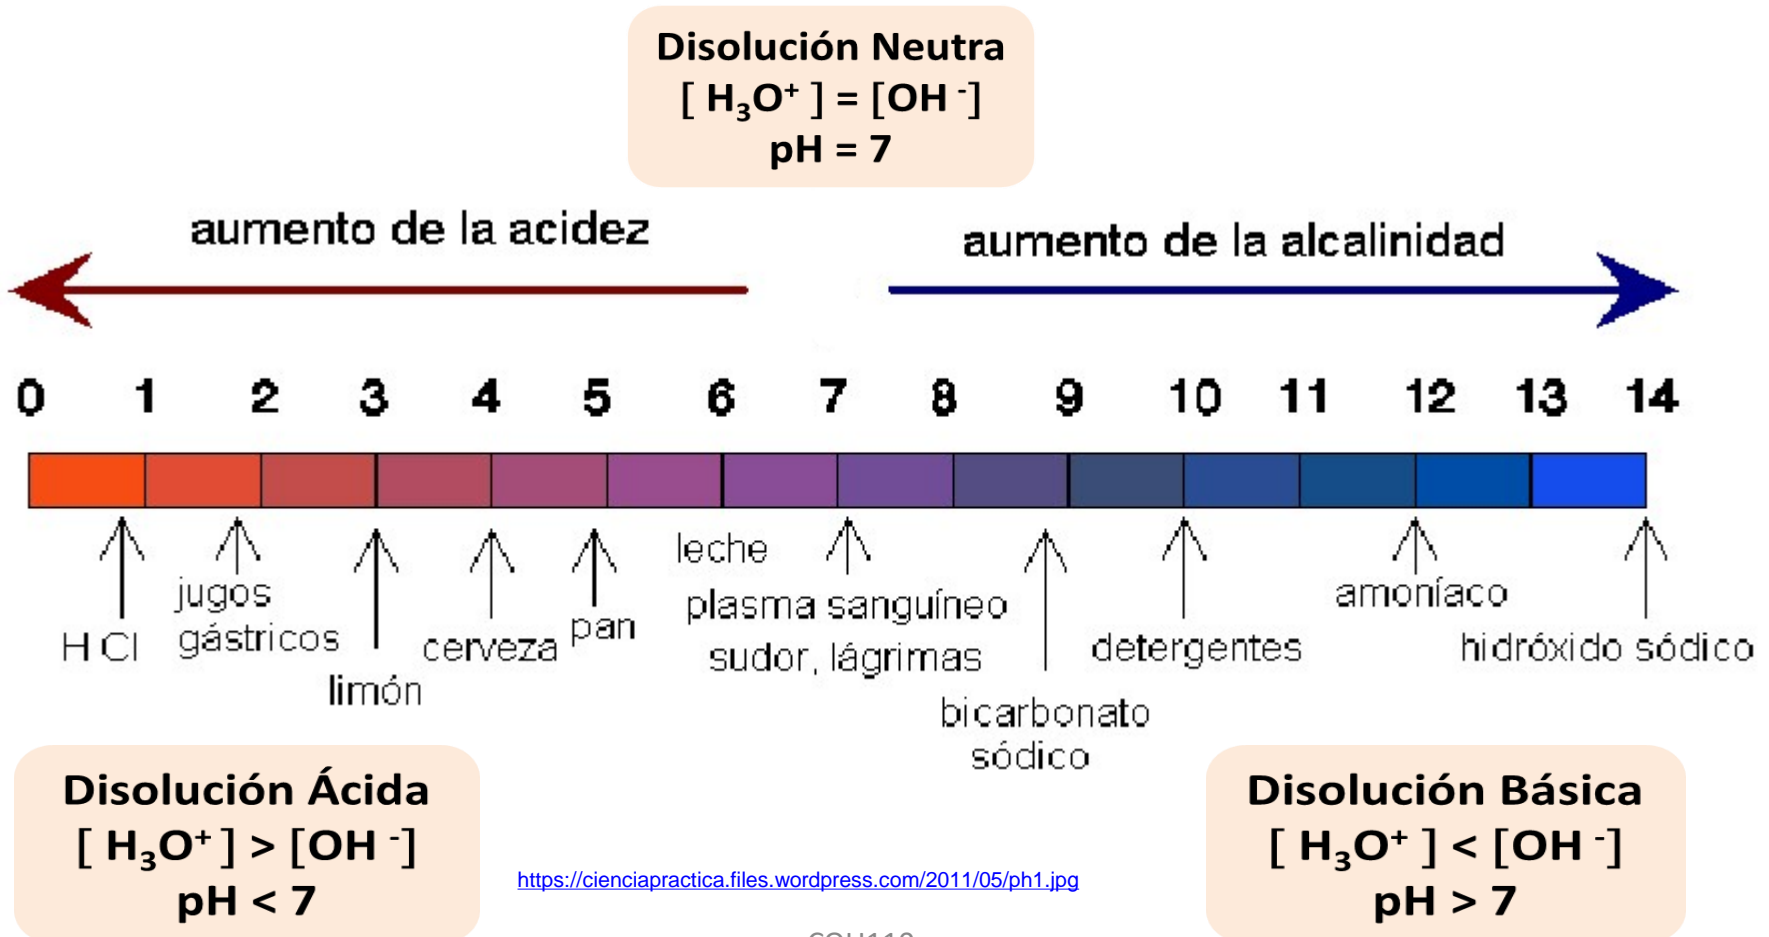 Disolución Neutra
[ H₃O⁺ ] = [OH ⁻]
pH = 7
aumento de la acidez
aumento de la alcalinidad
0 1 2 3 4 5 6 7 8 9 10 11 12 13 14
HCl
jugos
gástricos
limón
cerveza
pan
leche
plasma sanguíneo
sudor, lágrimas
bicarbonato
sódico
detergentes
amoníaco
hidróxido sódico
Disolución Ácida
[ H₃O⁺ ] > [OH ⁻]
pH < 7
https://cienciapractica.files.wordpress.com/2011/05/ph1.jpg
Disolución Básica
[ H₃O⁺ ] < [OH ⁻]
pH > 7